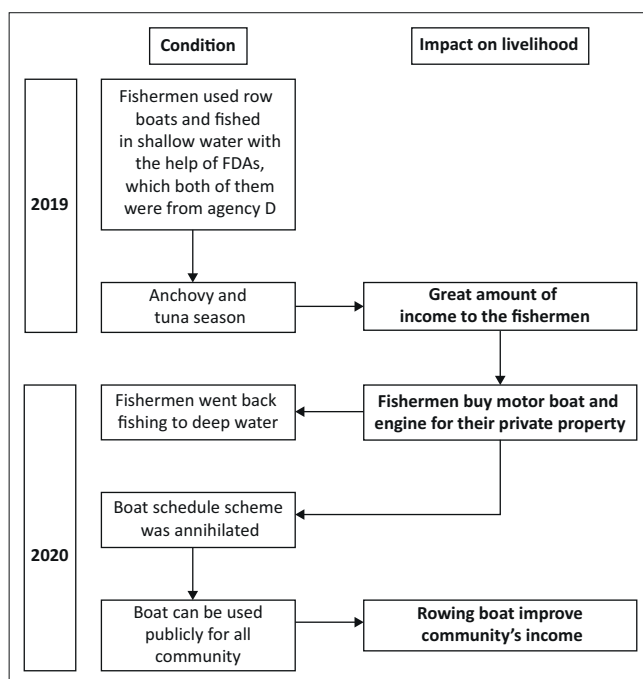 Condition
Impact on livelihood
2019
Fishermen used row
boats and fished
in shallow water with
the help of FDAs,
which both of them
were from agency D
Anchovy and
tuna season
Great amount of
income to the fishermen
2020
Fishermen went back
fishing to deep water
Fishermen buy motor boat and
engine for their private property
Boat schedule scheme
was annihilated
Boat can be used
publicly for all
community
Rowing boat improve
community's income